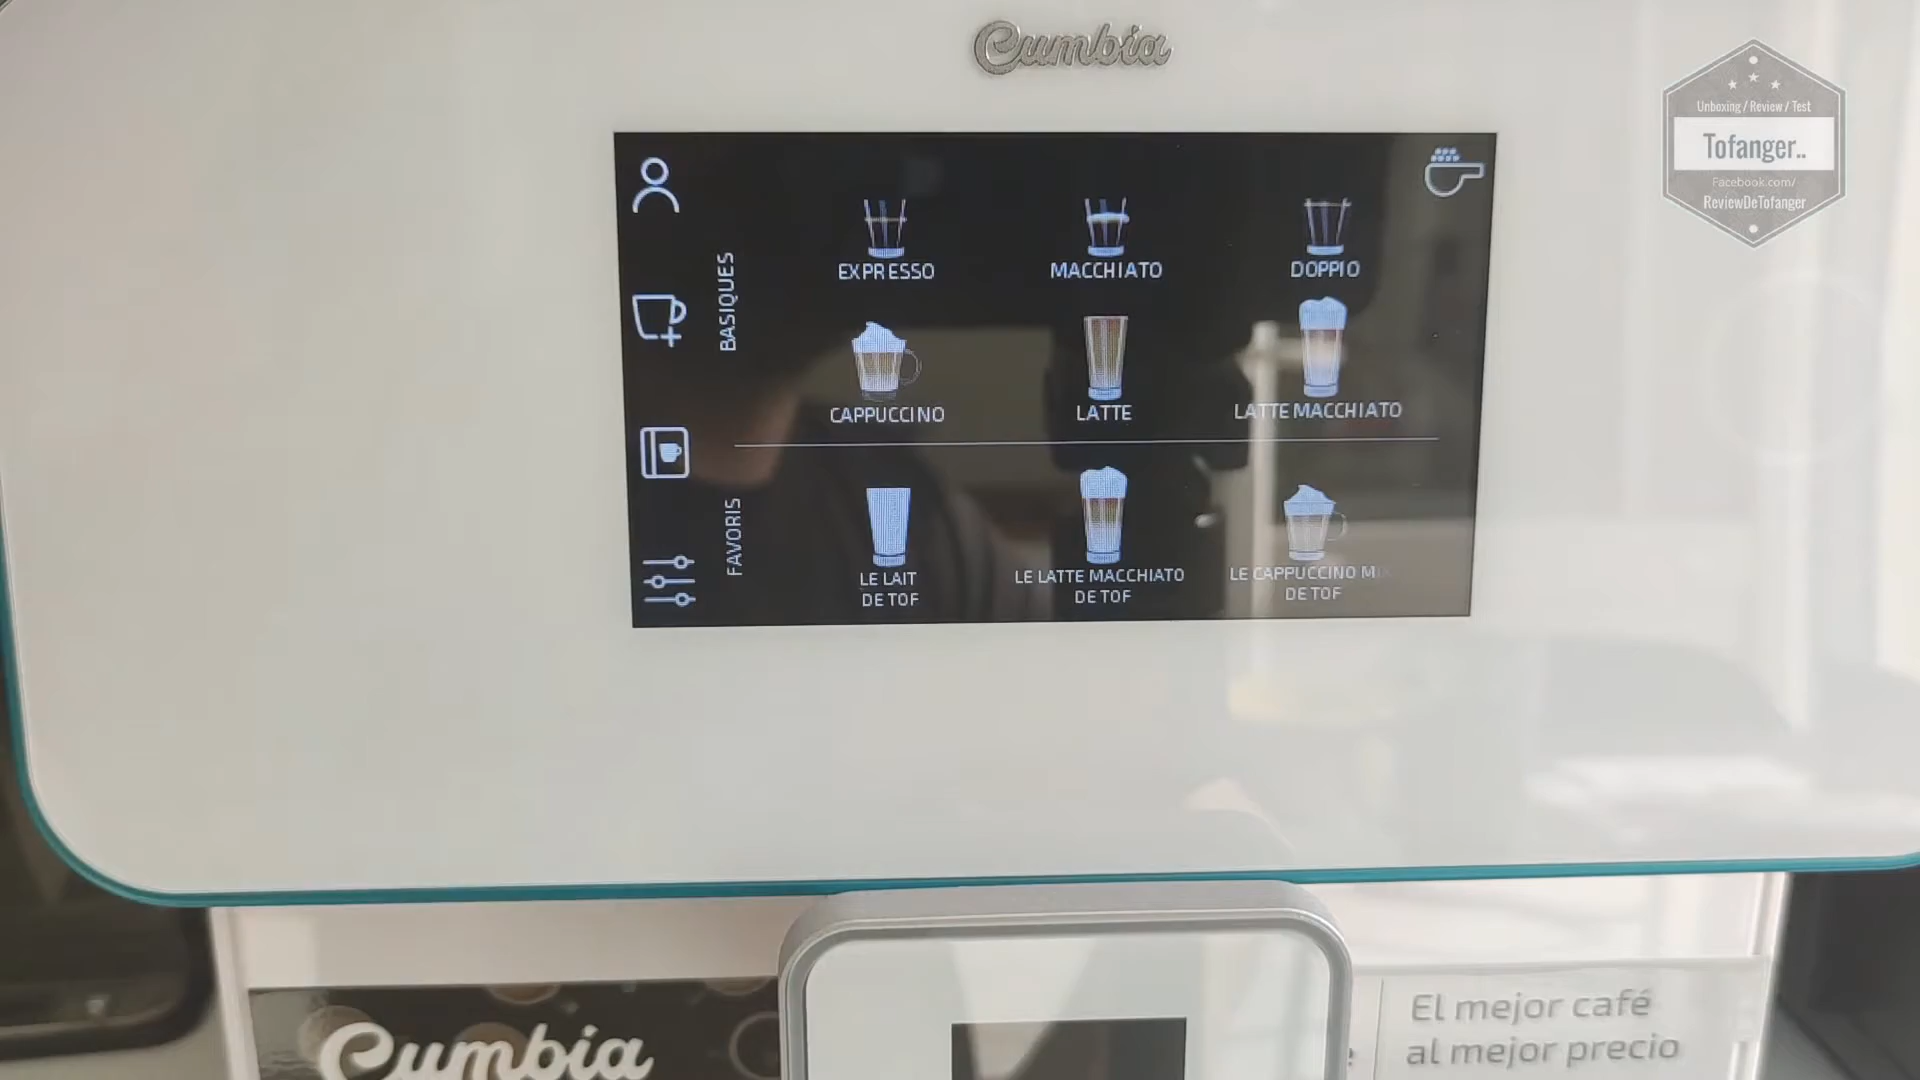 Cumbia
Unboxing / Review / Test
Tofanger..
Facebook.com/
ReviewDeTofanger
BASIQUES
EXPRESSO
MACCHIATO
DOPPIO
CAPPUCCINO
LATTE
LATTE MACCHIATO
FAVORIS
LE LAIT
DE TOF
LE LATTE MACCHIATO
DE TOF
LE CAPPUCCINO
DE TOF
Cumbia
El mejor café
al mejor precio